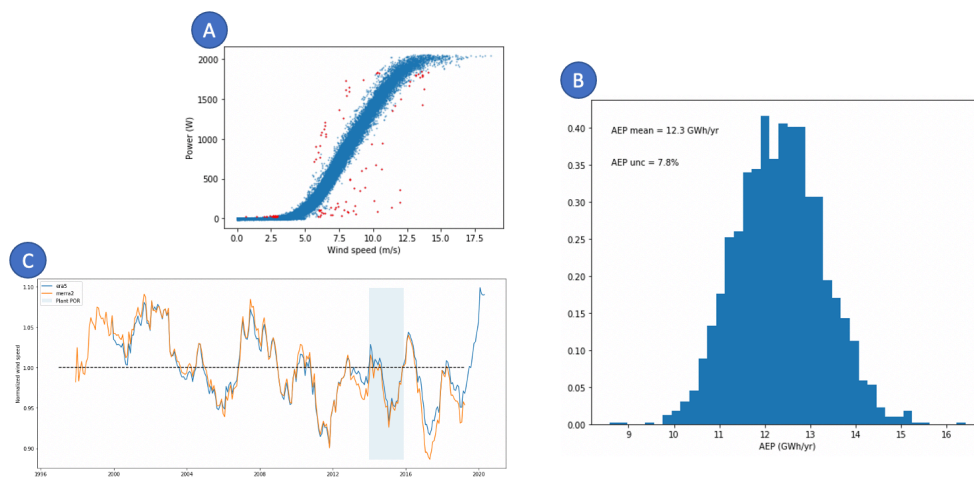 A
2000
1500
1000
500
0
Power (W)
0.0 2.5 5.0 7.5 10.0 12.5 15.0 17.5
Wind speed (m/s)
B
AEP mean = 12.3 GWh/yr
AEP unc = 7.8%
0.40
0.35
0.30
0.25
0.20
0.15
0.10
0.05
0.00
9 10 11 12 13 14 15 16
AEP (GWh/yr)
C
era5
merra2
Plant POR
1.10
1.05
1.00
0.95
0.90
Normalized wind speed
1996 2000 2004 2008 2012 2016 2020